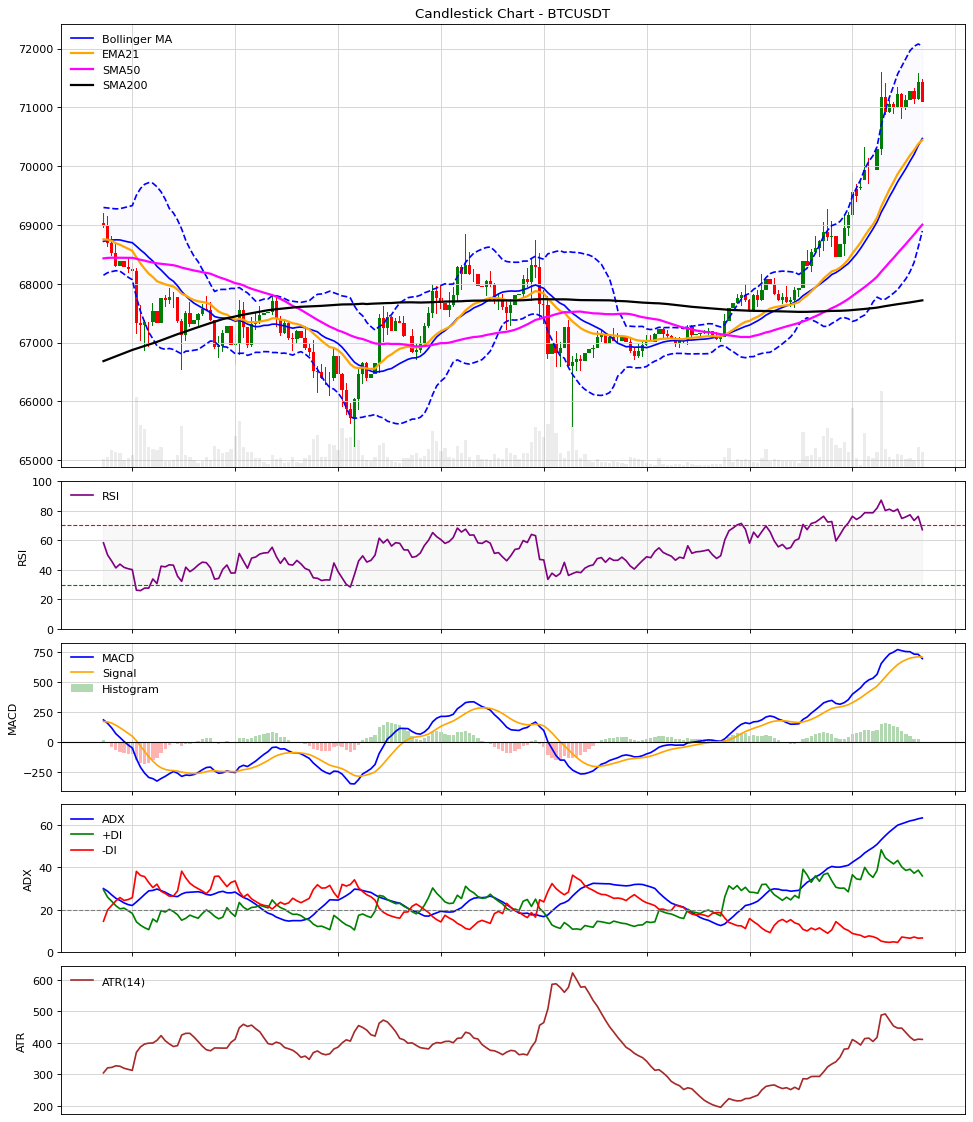 Candlestick Chart - BTCUSDT
Bollinger MA
EMA21
SMA50
SMA200
72000
71000
70000
69000
68000
67000
66000
65000
RSI
RSI
100
80
60
40
20
0
MACD
Signal
Histogram
MACD
750
500
250
0
−250
ADX
+DI
-DI
ADX
60
40
20
0
ATR(14)
ATR
600
500
400
300
200